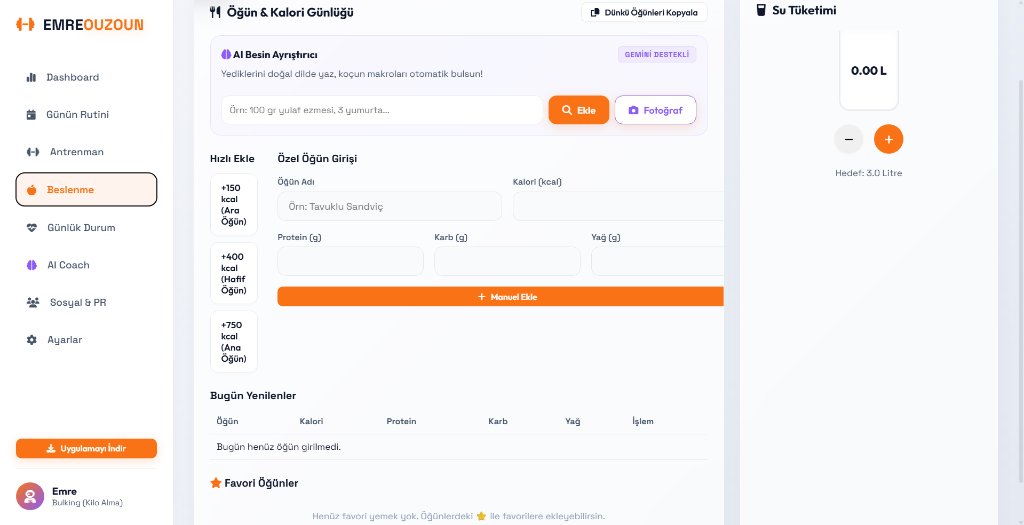 EMREOUZOUN
Dashboard
Günün Rutini
Antrenman
Beslenme
Günlük Durum
AI Coach
Sosyal & PR
Ayarlar
Uygulamayı İndir
Emre
Bulking (Kilo Alma)
Öğün & Kalori Günlüğü
Dünkü Öğünleri Kopyala
AI Besin Ayrıştırıcı
GEMINI DESTEKLİ
Yediklerini doğal dilde yaz, koçun makroları otomatik bulsun!
Örn: 100 gr yulaf ezmesi, 3 yumurta...
Ekle
Fotoğraf
Hızlı Ekle
+150
kcal
(Ara
Öğün)
+400
kcal
(Hafif
Öğün)
+750
kcal
(Ana
Öğün)
Özel Öğün Girişi
Öğün Adı
Kalori (kcal)
Örn: Tavuklu Sandviç
Protein (g)
Karb (g)
Yağ (g)
+ Manuel Ekle
Bugün Yenilenler
Öğün Kalori Protein Karb Yağ İşlem
Bugün henüz öğün girilmedi.
Favori Öğünler
Henüz favori yemek yok. Öğünlerdeki ⭐ ile favorilere ekleyebilirsin.
Su Tüketimi
0.00 L
− +
Hedef: 3.0 Litre